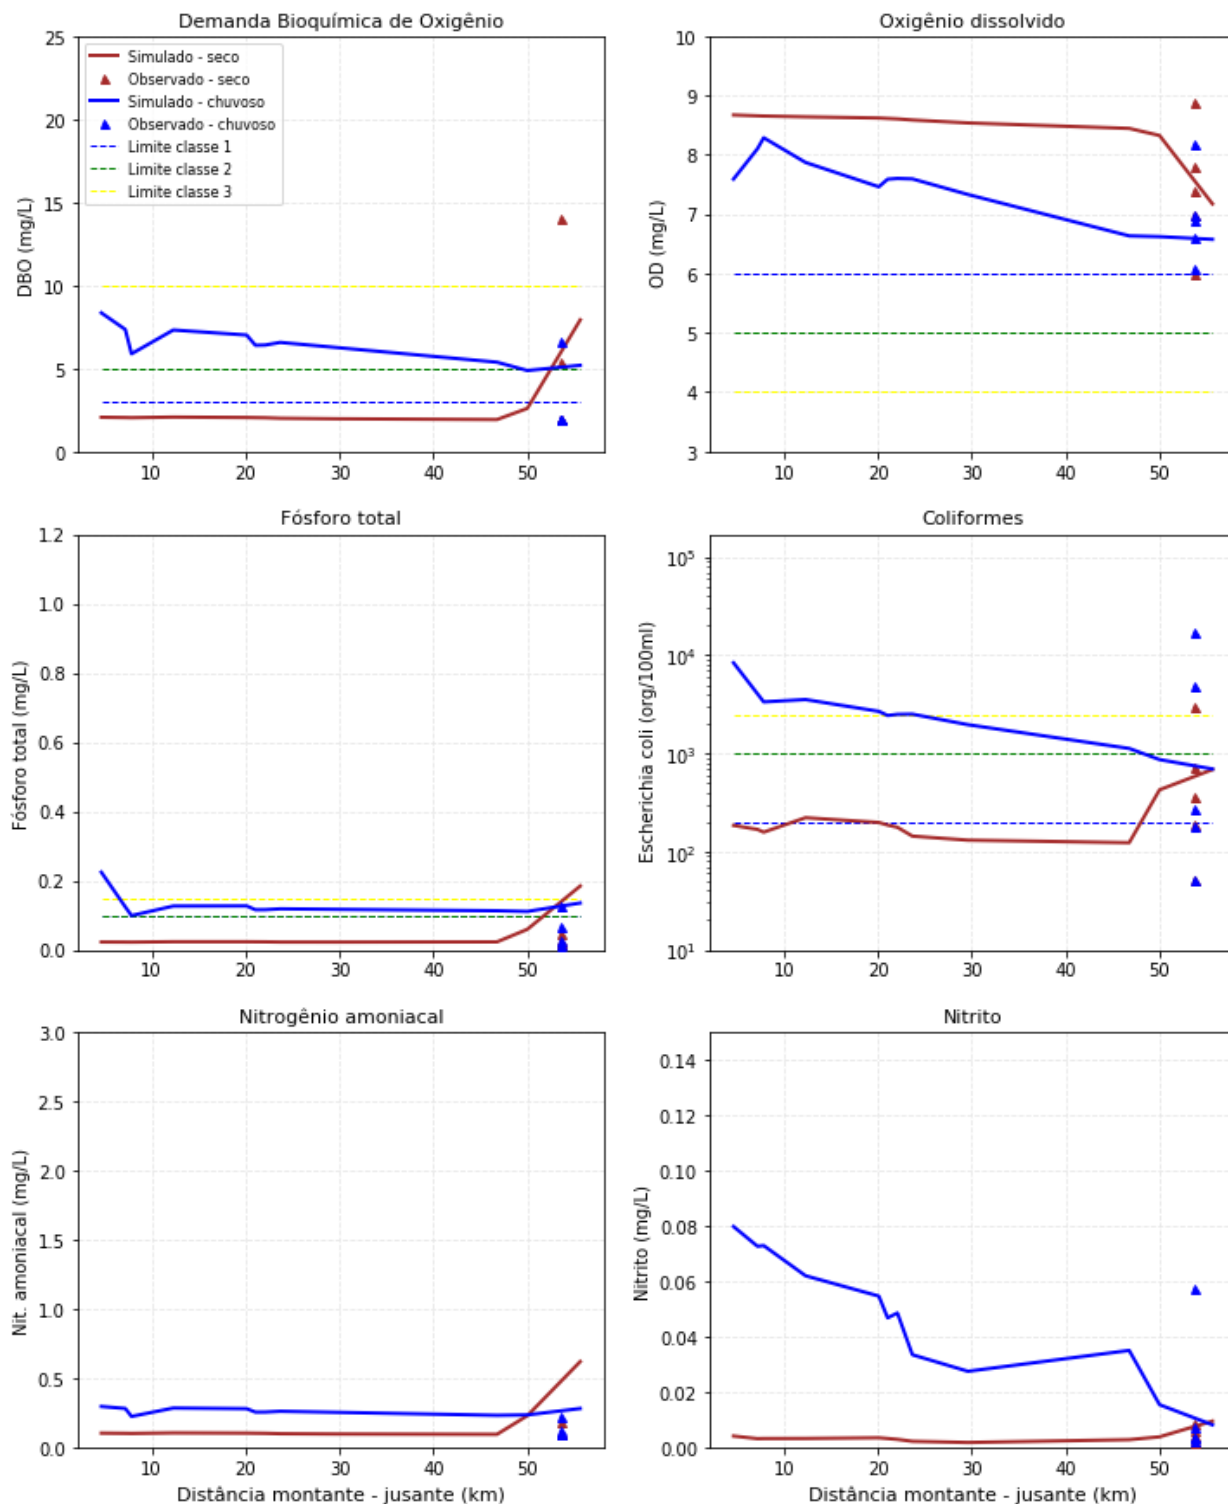 Demanda Bioquímica de Oxigênio
25
20
15
10
5
0
DBO (mg/L)
Simulado - seco
Observado - seco
Simulado - chuvoso
Observado - chuvoso
Limite classe 1
Limite classe 2
Limite classe 3
10 20 30 40 50
Oxigênio dissolvido
10
9
8
7
6
5
4
3
OD (mg/L)
10 20 30 40 50
Fósforo total
1.2
1.0
0.8
0.6
0.4
0.2
0.0
Fósforo total (mg/L)
10 20 30 40 50
Coliformes
10⁵
10⁴
10³
10²
10¹
Escherichia coli (org/100ml)
10 20 30 40 50
Nitrogênio amoniacal
3.0
2.5
2.0
1.5
1.0
0.5
0.0
Nit. amoniacal (mg/L)
10 20 30 40 50
Distância montante - jusante (km)
Nitrito
0.14
0.12
0.10
0.08
0.06
0.04
0.02
0.00
Nitrito (mg/L)
10 20 30 40 50
Distância montante - jusante (km)